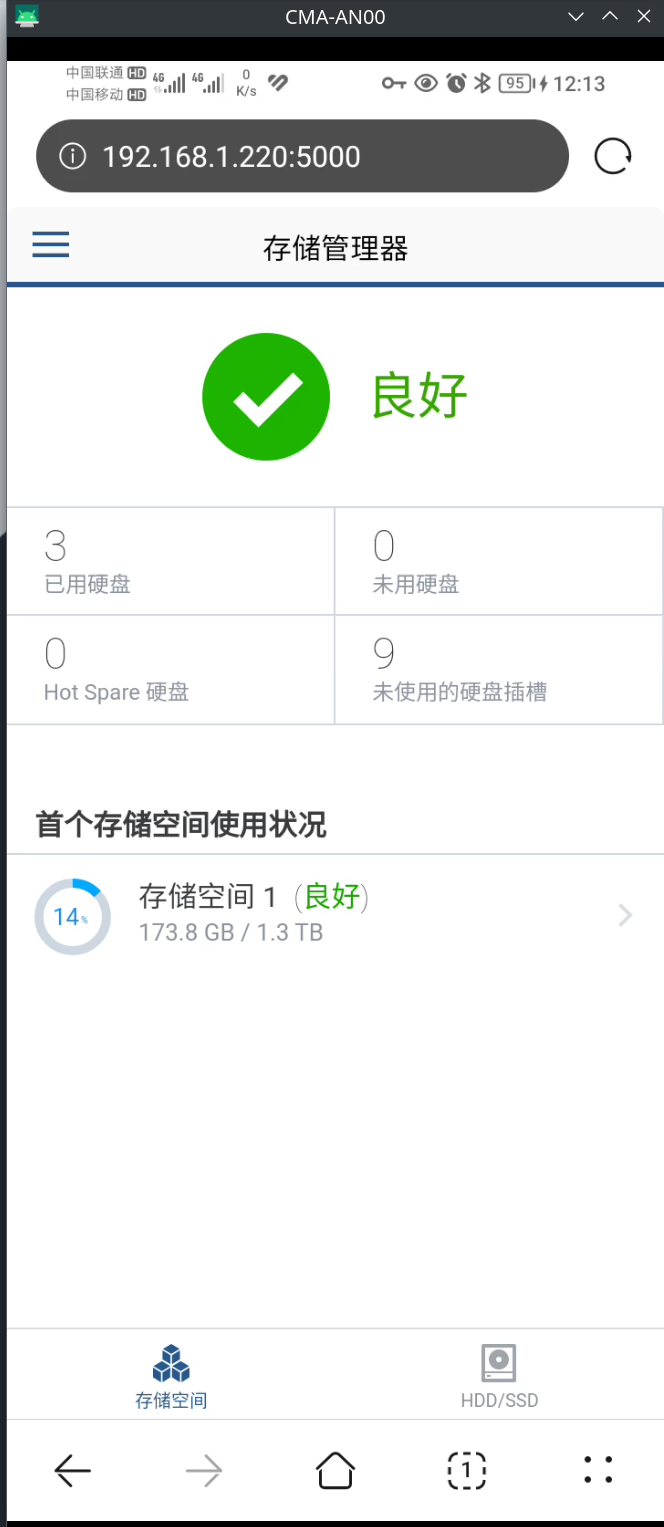 CMA-AN00
中国联通 HD 4G 4G 0 K/s 95 12:13
中国移动 HD
192.168.1.220:5000
存储管理器
良好
3
已用硬盘
0
未用硬盘
0
Hot Spare 硬盘
9
未使用的硬盘插槽
首个存储空间使用状况
14%
存储空间 1 (良好)
173.8 GB / 1.3 TB
存储空间
HDD/SSD
1